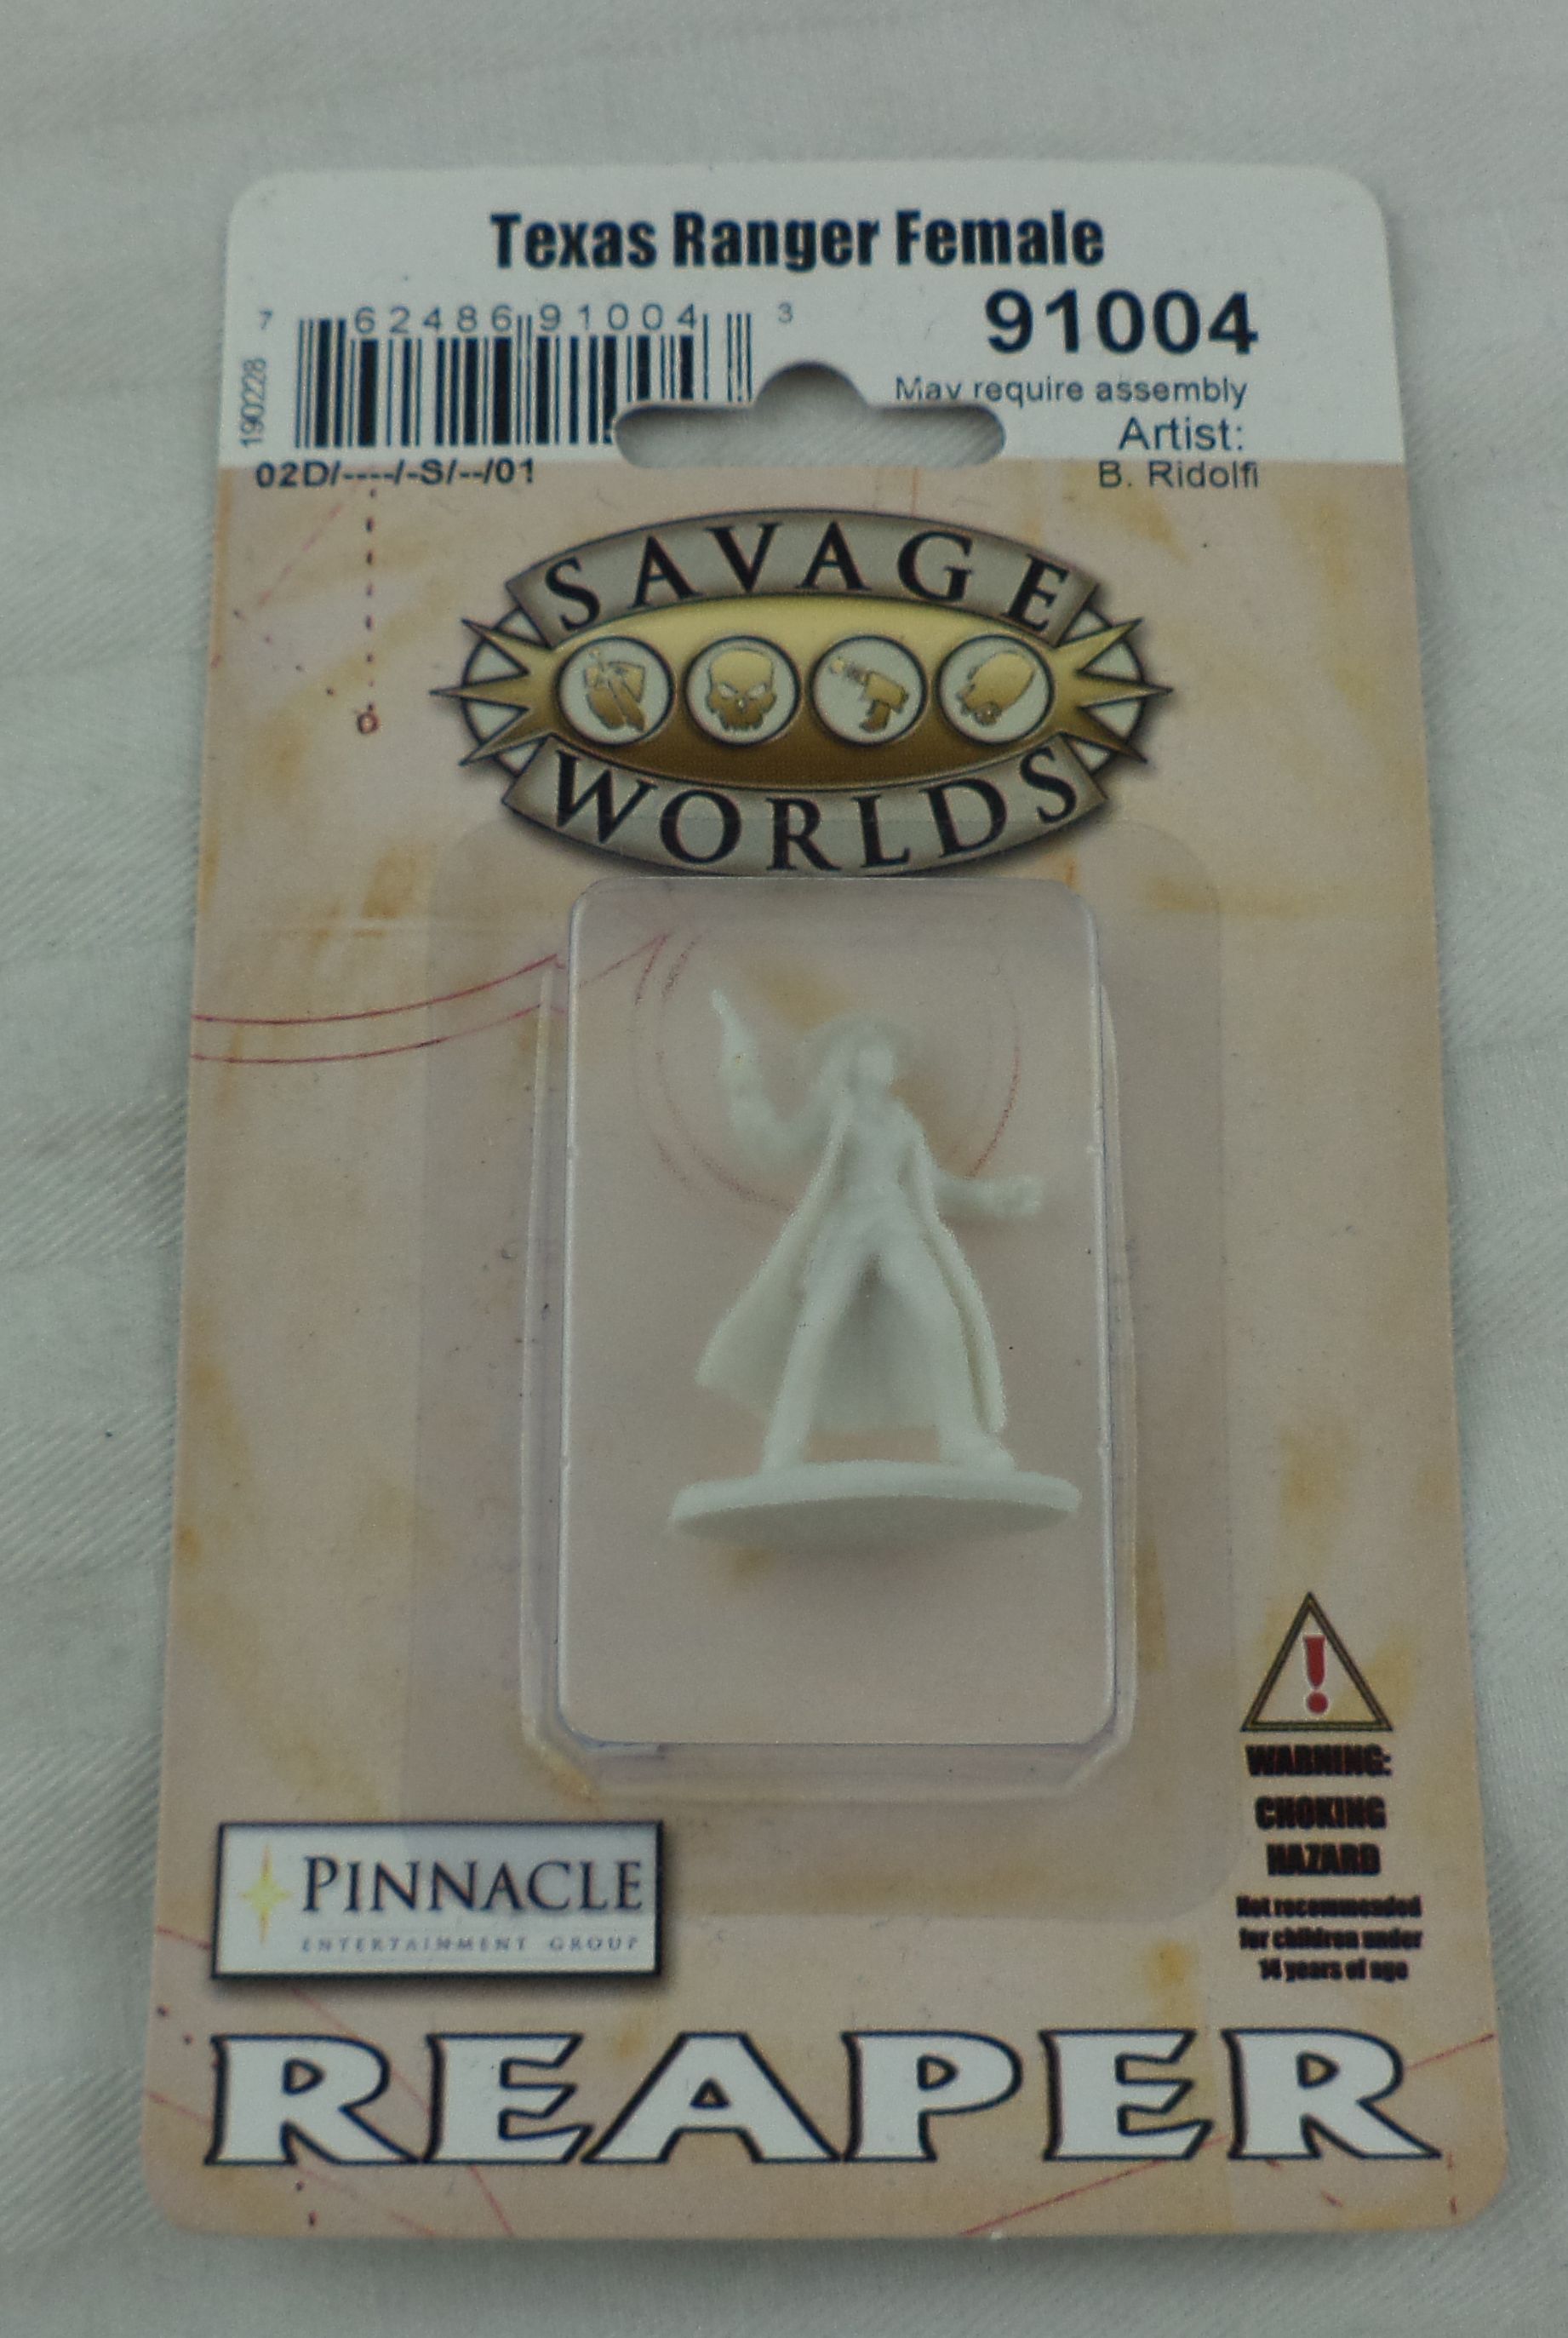 Texas Ranger Female
7 62486 91004 3
91004
190228
May require assembly
Artist:
02D/----/-S/--/01
B. Ridolfi
SAVAGE
WORLDS
WARNING:
CHOKING
HAZARD
Not recommended
for children under
14 years of age
PINNACLE
ENTERTAINMENT GROUP
REAPER